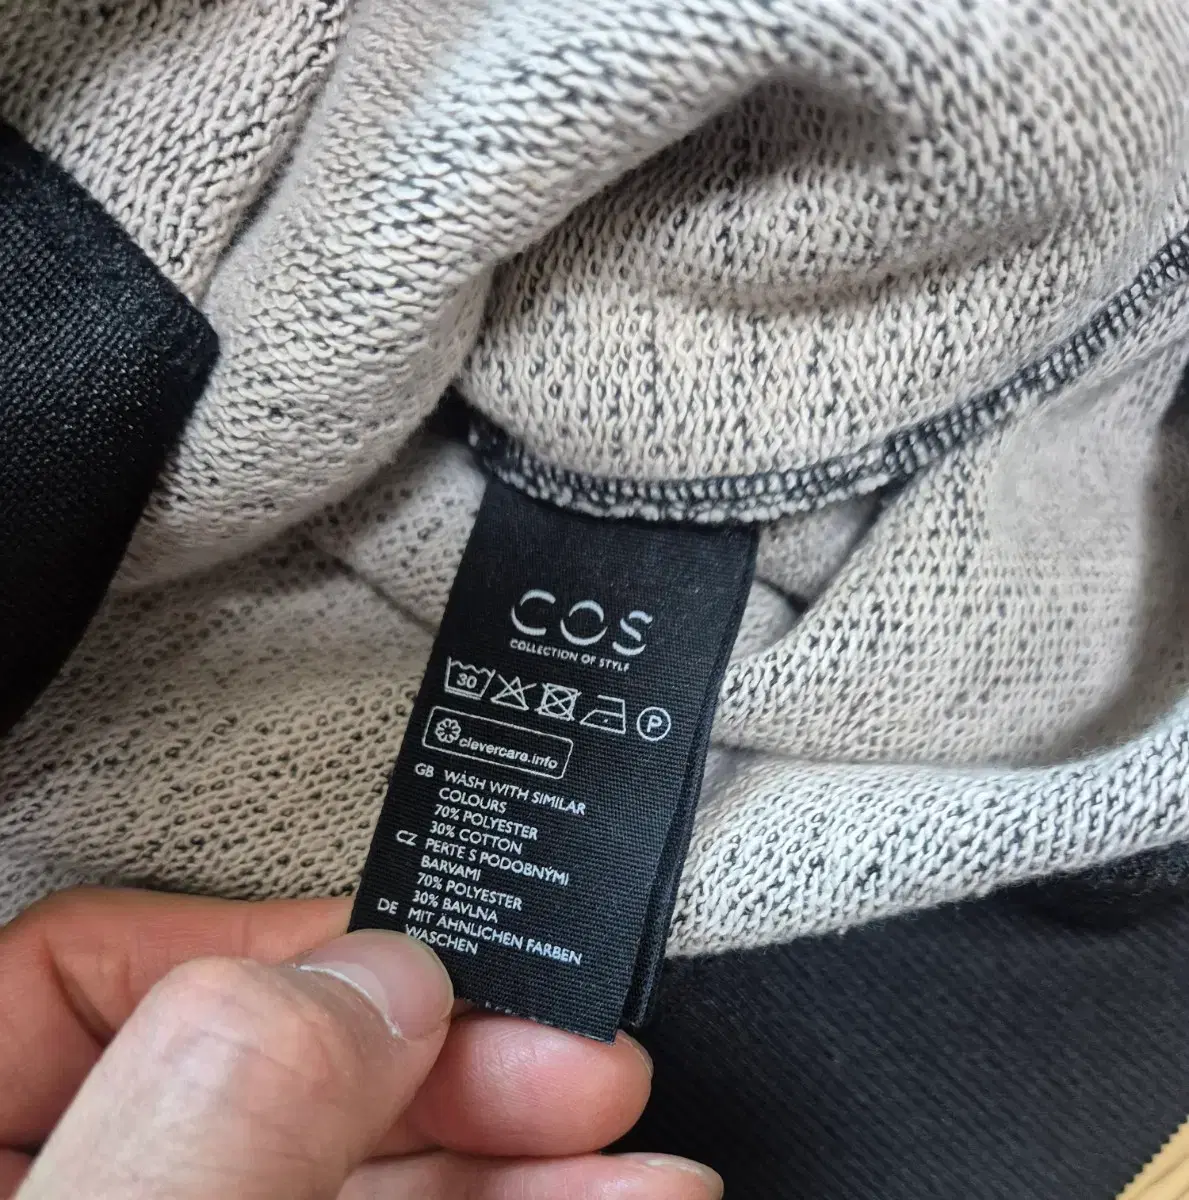 COS
COLLECTION OF STYLE
30
P
clevercare.info
GB WASH WITH SIMILAR
COLOURS
70% POLYESTER
30% COTTON
CZ PERTE S PODOBNÝMI
BARVAMI
70% POLYESTER
30% BAVLNA
DE MIT ÄHNLICHEN FARBEN
WASCHEN